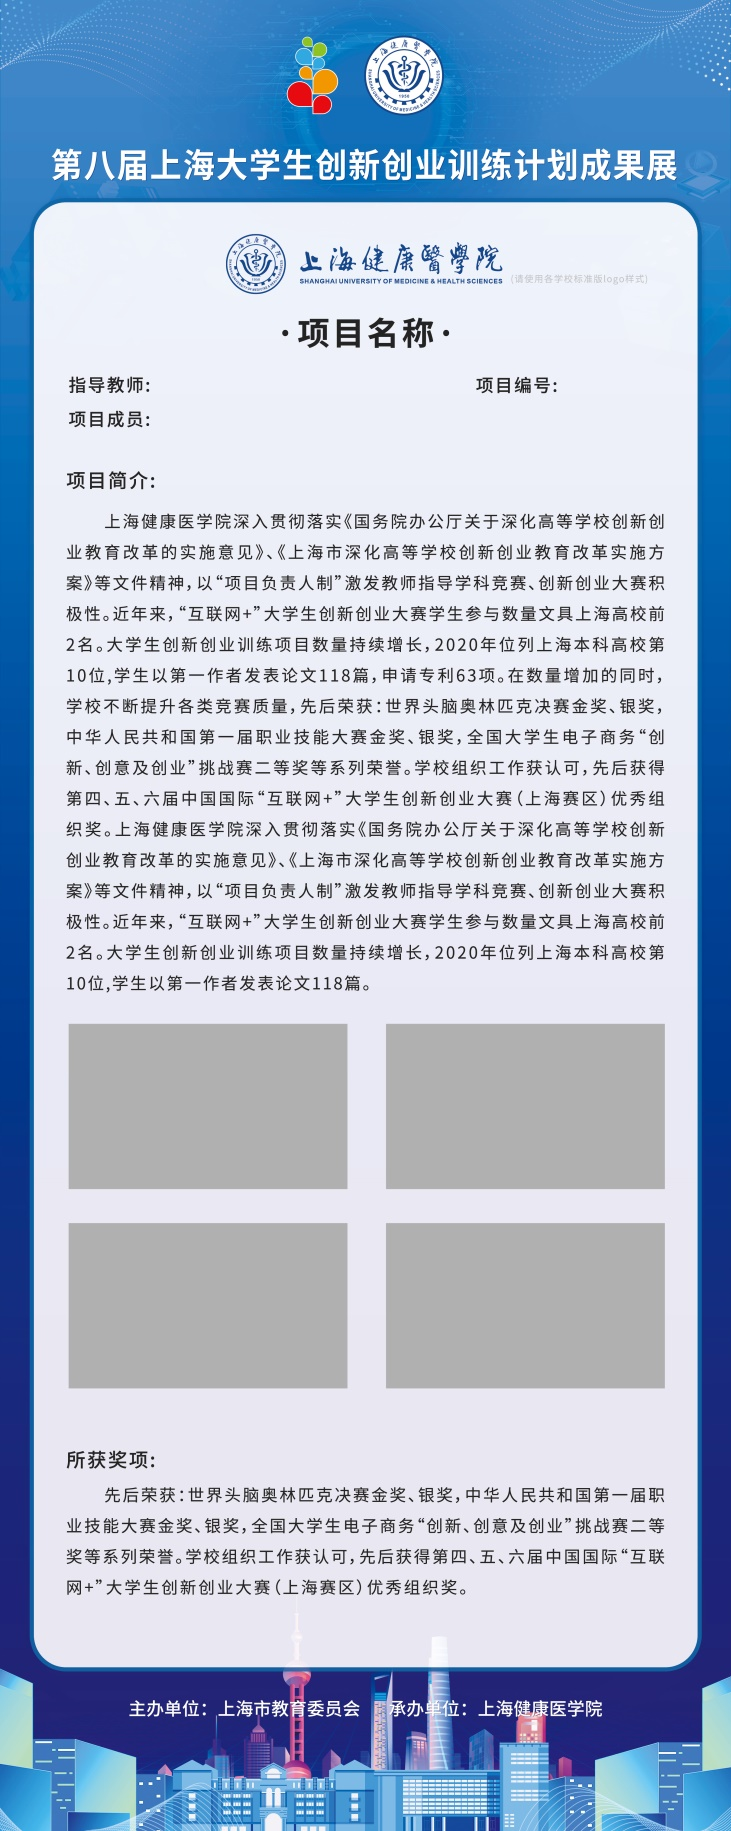 第八届上海大学生创新创业训练计划成果展
上海健康醫學院
SHANGHAI UNIVERSITY OF MEDICINE & HEALTH SCIENCES
(请使用各学校标准版logo样式)
·项目名称·
指导教师: 项目编号:
项目成员:
项目简介:
上海健康医学院深入贯彻落实《国务院办公厅关于深化高等学校创新创
业教育改革的实施意见》、《上海市深化高等学校创新创业教育改革实施方
案》等文件精神，以“项目负责人制”激发教师指导学科竞赛、创新创业大赛积
极性。近年来，“互联网+”大学生创新创业大赛学生参与数量文具上海高校前
2名。大学生创新创业训练项目数量持续增长，2020年位列上海本科高校第
10位,学生以第一作者发表论文118篇，申请专利63项。在数量增加的同时，
学校不断提升各类竞赛质量，先后荣获：世界头脑奥林匹克决赛金奖、银奖，
中华人民共和国第一届职业技能大赛金奖、银奖，全国大学生电子商务“创
新、创意及创业”挑战赛二等奖等系列荣誉。学校组织工作获认可，先后获得
第四、五、六届中国国际“互联网+”大学生创新创业大赛（上海赛区）优秀组
织奖。上海健康医学院深入贯彻落实《国务院办公厅关于深化高等学校创新
创业教育改革的实施意见》、《上海市深化高等学校创新创业教育改革实施方
案》等文件精神，以“项目负责人制”激发教师指导学科竞赛、创新创业大赛积
极性。近年来，“互联网+”大学生创新创业大赛学生参与数量文具上海高校前
2名。大学生创新创业训练项目数量持续增长，2020年位列上海本科高校第
10位,学生以第一作者发表论文118篇。
所获奖项:
先后荣获：世界头脑奥林匹克决赛金奖、银奖，中华人民共和国第一届职
业技能大赛金奖、银奖，全国大学生电子商务“创新、创意及创业”挑战赛二等
奖等系列荣誉。学校组织工作获认可，先后获得第四、五、六届中国国际“互联
网+”大学生创新创业大赛（上海赛区）优秀组织奖。
主办单位：上海市教育委员会 承办单位：上海健康医学院